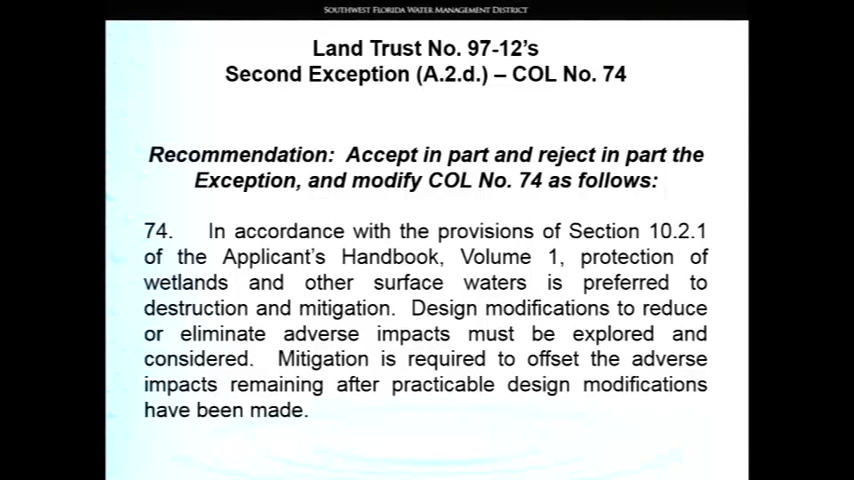 SOUTHWEST FLORIDA WATER MANAGEMENT DISTRICT
Land Trust No. 97-12's
Second Exception (A.2.d.) – COL No. 74
Recommendation: Accept in part and reject in part the
Exception, and modify COL No. 74 as follows:
74. In accordance with the provisions of Section 10.2.1
of the Applicant's Handbook, Volume 1, protection of
wetlands and other surface waters is preferred to
destruction and mitigation. Design modifications to reduce
or eliminate adverse impacts must be explored and
considered. Mitigation is required to offset the adverse
impacts remaining after practicable design modifications
have been made.